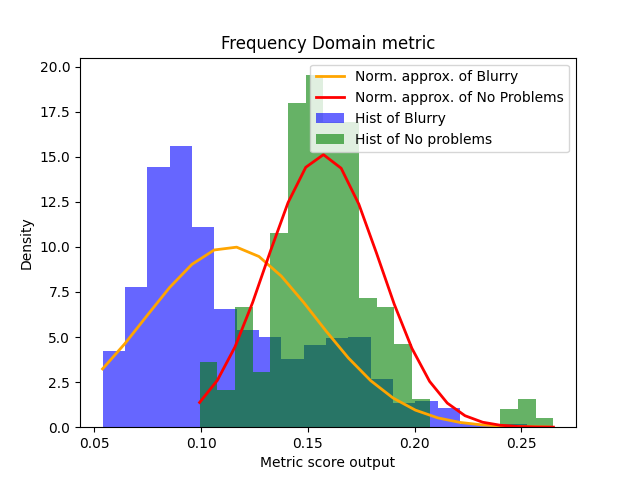 Frequency Domain metric
Norm. approx. of Blurry
Norm. approx. of No Problems
Hist of Blurry
Hist of No problems
Density
20.0
17.5
15.0
12.5
10.0
7.5
5.0
2.5
0.0
0.05 0.10 0.15 0.20 0.25
Metric score output